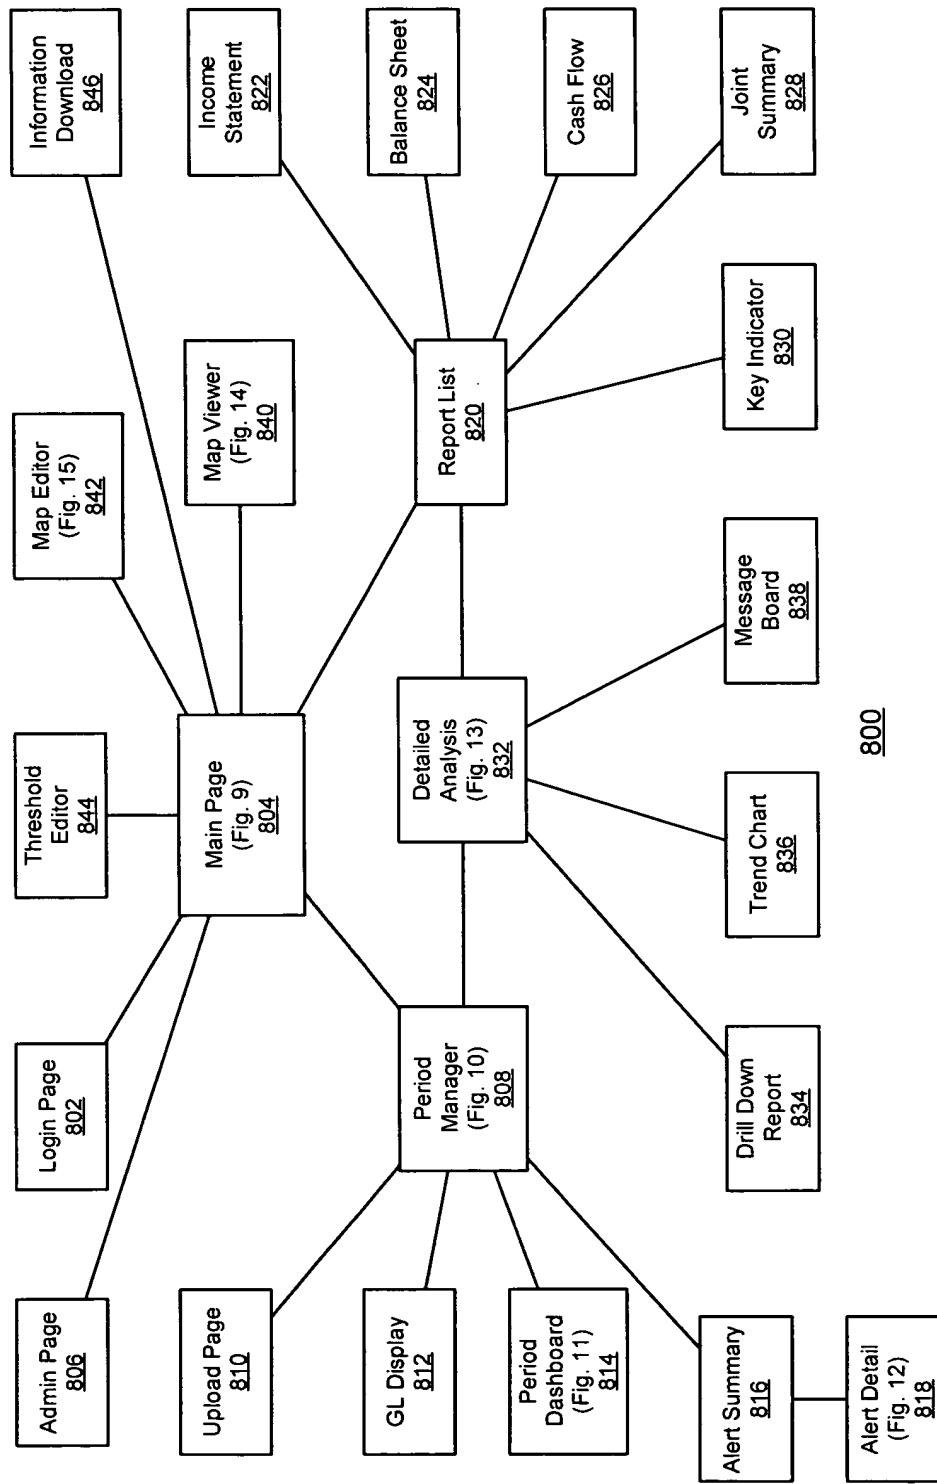 Admin Page
806
Login Page
802
Threshold
Editor
844
Map Editor
(Fig. 15)
842
Information
Download
846
Upload Page
810
Main Page
(Fig. 9)
804
Map Viewer
(Fig. 14)
840
Income
Statement
822
GL Display
812
Period
Manager
(Fig. 10)
808
Detailed
Analysis
(Fig. 13)
832
Report List
820
Balance Sheet
824
Period
Dashboard
(Fig. 11)
814
Cash Flow
826
Alert Summary
816
Drill Down
Report
834
Trend Chart
836
Message
Board
838
Key Indicator
830
Joint
Summary
828
Alert Detail
(Fig. 12)
818
800